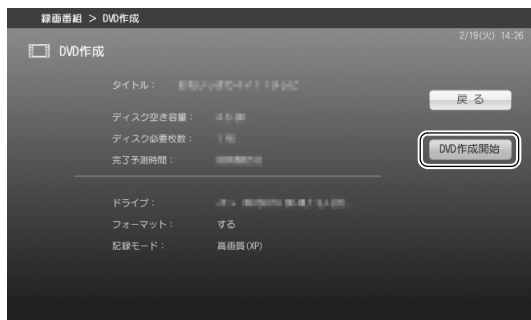 録画番組 > DVD作成
2/19(火) 14:26
DVD作成
タイトル：
戻る
ディスク空き容量：
ディスク必要枚数：
DVD作成開始
完了予測時間：
ドライブ：
フォーマット： する
記録モード： 高画質(XP)